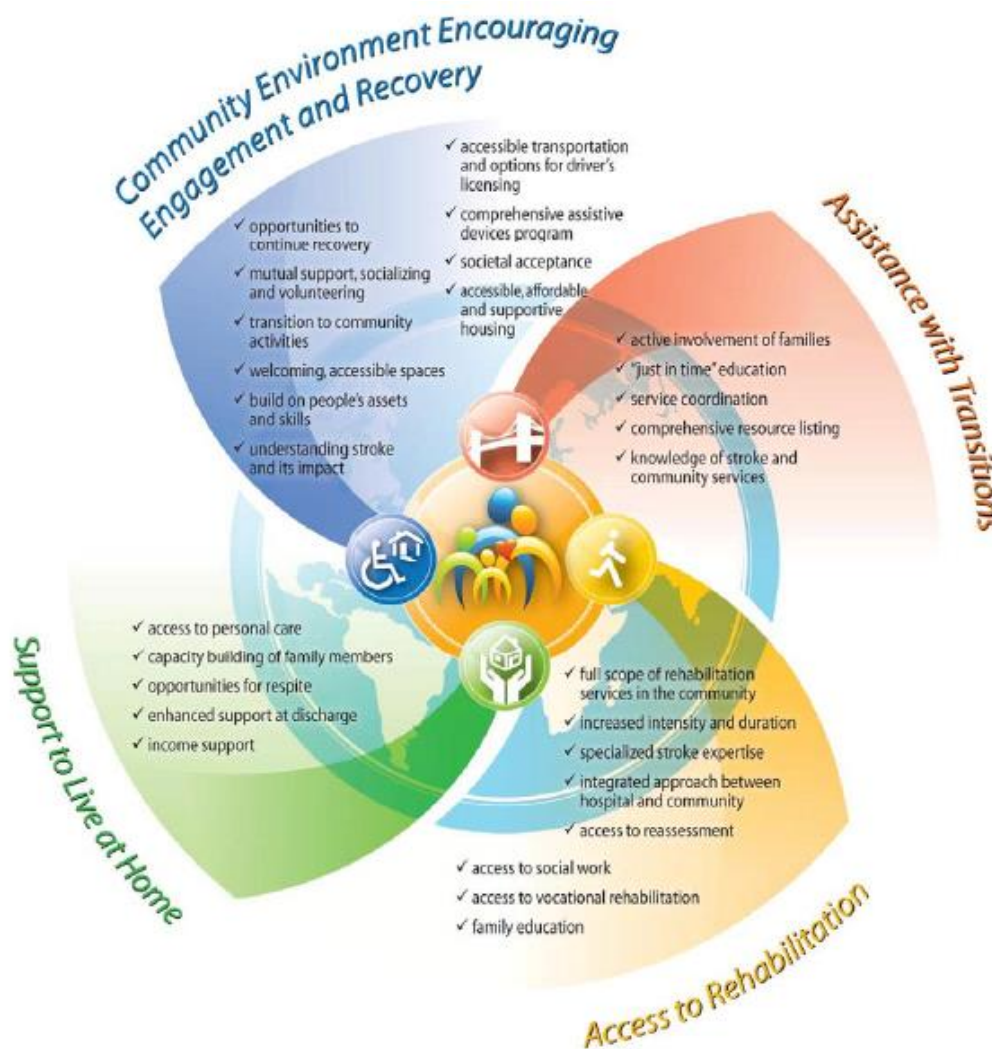 Community Environment Encouraging
Engagement and Recovery
✓ opportunities to
continue recovery
✓ mutual support, socializing
and volunteering
✓ transition to community
activities
✓ welcoming, accessible spaces
✓ build on people's assets
and skills
✓ understanding stroke
and its impact
✓ accessible transportation
and options for driver's
licensing
✓ comprehensive assistive
devices program
✓ societal acceptance
✓ accessible, affordable
and supportive
housing
Assistance with Transitions
✓ active involvement of families
✓ "just in time" education
✓ service coordination
✓ comprehensive resource listing
✓ knowledge of stroke and
community services
Support to Live at Home
✓ access to personal care
✓ capacity building of family members
✓ opportunities for respite
✓ enhanced support at discharge
✓ income support
Access to Rehabilitation
✓ full scope of rehabilitation
services in the community
✓ increased intensity and duration
✓ specialized stroke expertise
✓ integrated approach between
hospital and community
✓ access to reassessment
✓ access to social work
✓ access to vocational rehabilitation
✓ family education